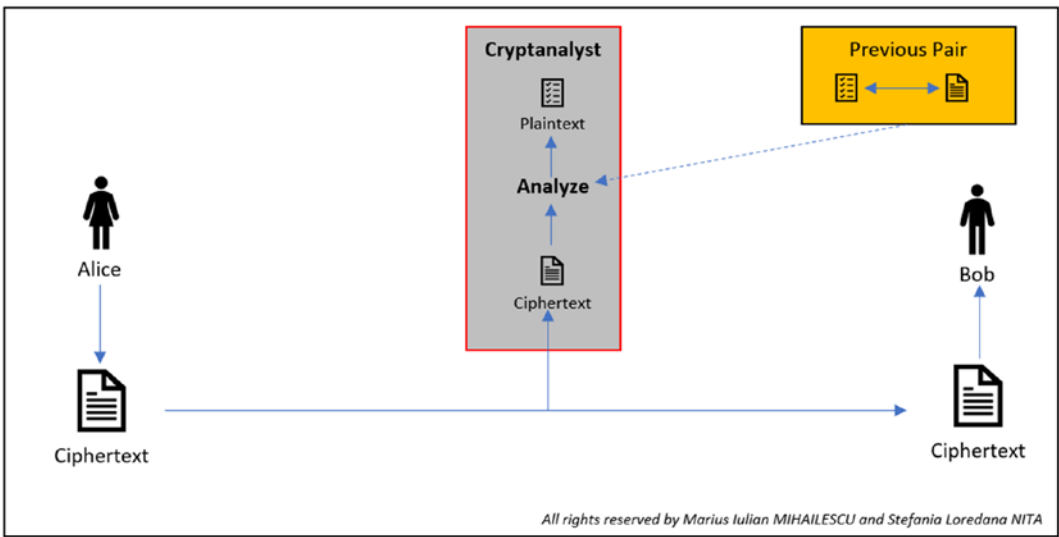 Cryptanalyst
Previous Pair
Plaintext
Analyze
Alice
Bob
Ciphertext
Ciphertext
Ciphertext
All rights reserved by Marius Iulian MIHAILESCU and Stefania Loredana NITA